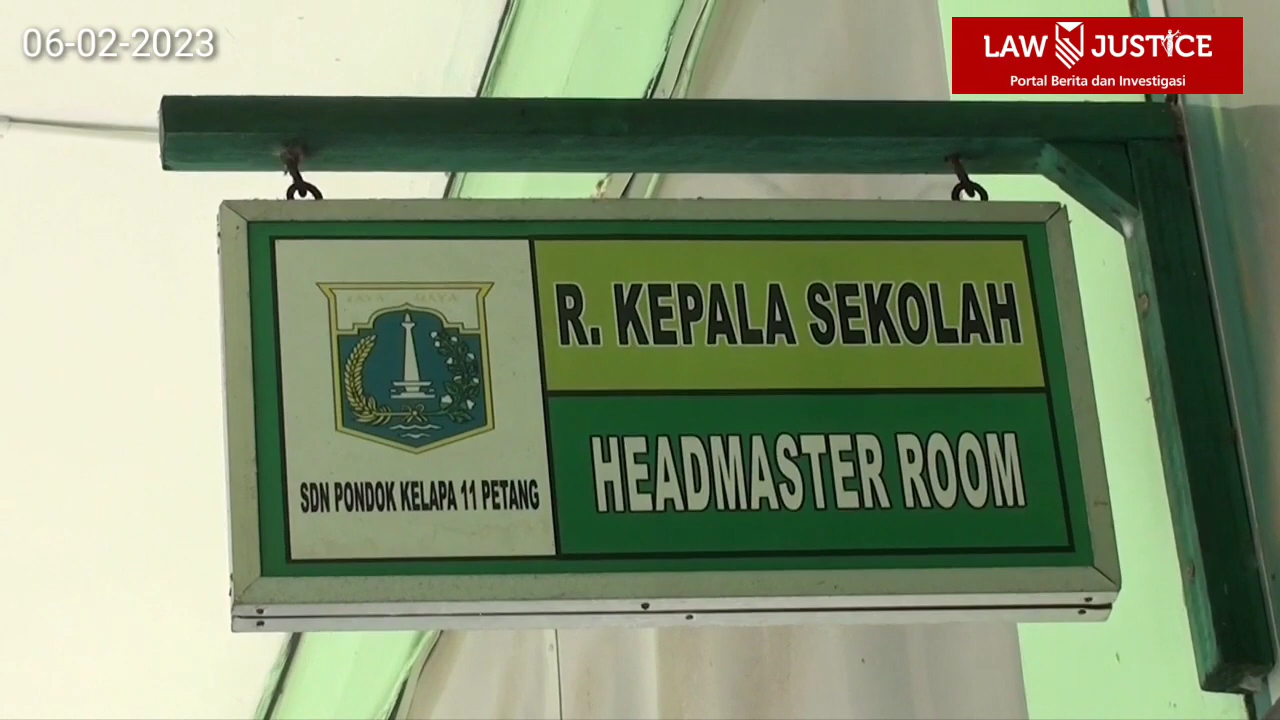 06-02-2023
LAW JUSTICE
Portal Berita dan Investigasi
JAYA RAYA
R. KEPALA SEKOLAH
SDN PONDOK KELAPA 11 PETANG
HEADMASTER ROOM